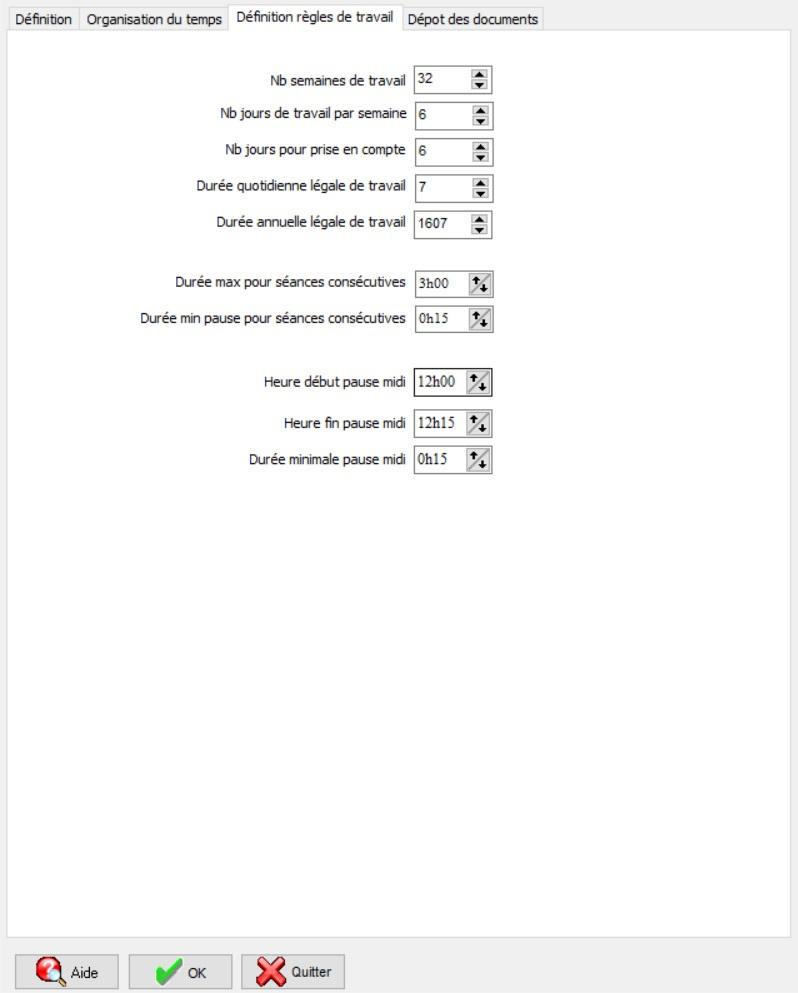 Définition Organisation du temps Définition règles de travail Dépot des documents
Nb semaines de travail 32
Nb jours de travail par semaine 6
Nb jours pour prise en compte 6
Durée quotidienne légale de travail 7
Durée annuelle légale de travail 1607
Durée max pour séances consécutives 3h00
Durée min pause pour séances consécutives 0h15
Heure début pause midi 12h00
Heure fin pause midi 12h15
Durée minimale pause midi 0h15
Aide OK Quitter